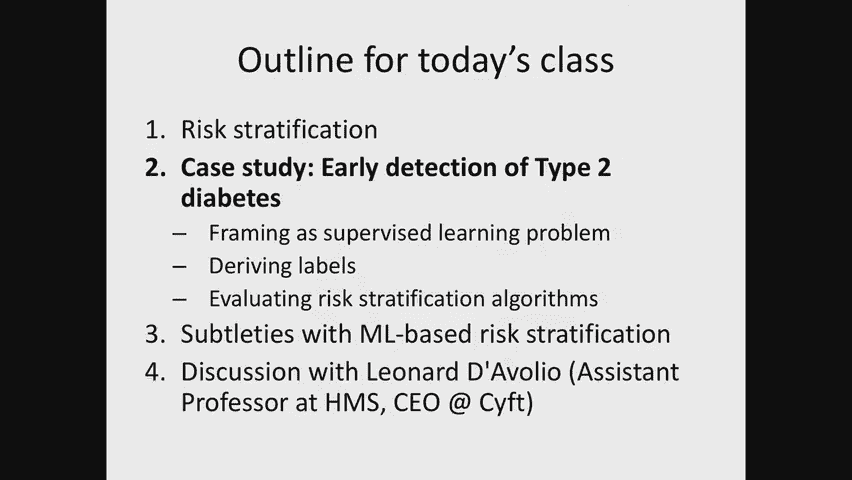 Outline for today's class
1. Risk stratification
2. Case study: Early detection of Type 2
diabetes
– Framing as supervised learning problem
– Deriving labels
– Evaluating risk stratification algorithms
3. Subtleties with ML-based risk stratification
4. Discussion with Leonard D'Avolio (Assistant
Professor at HMS, CEO @ Cyft)